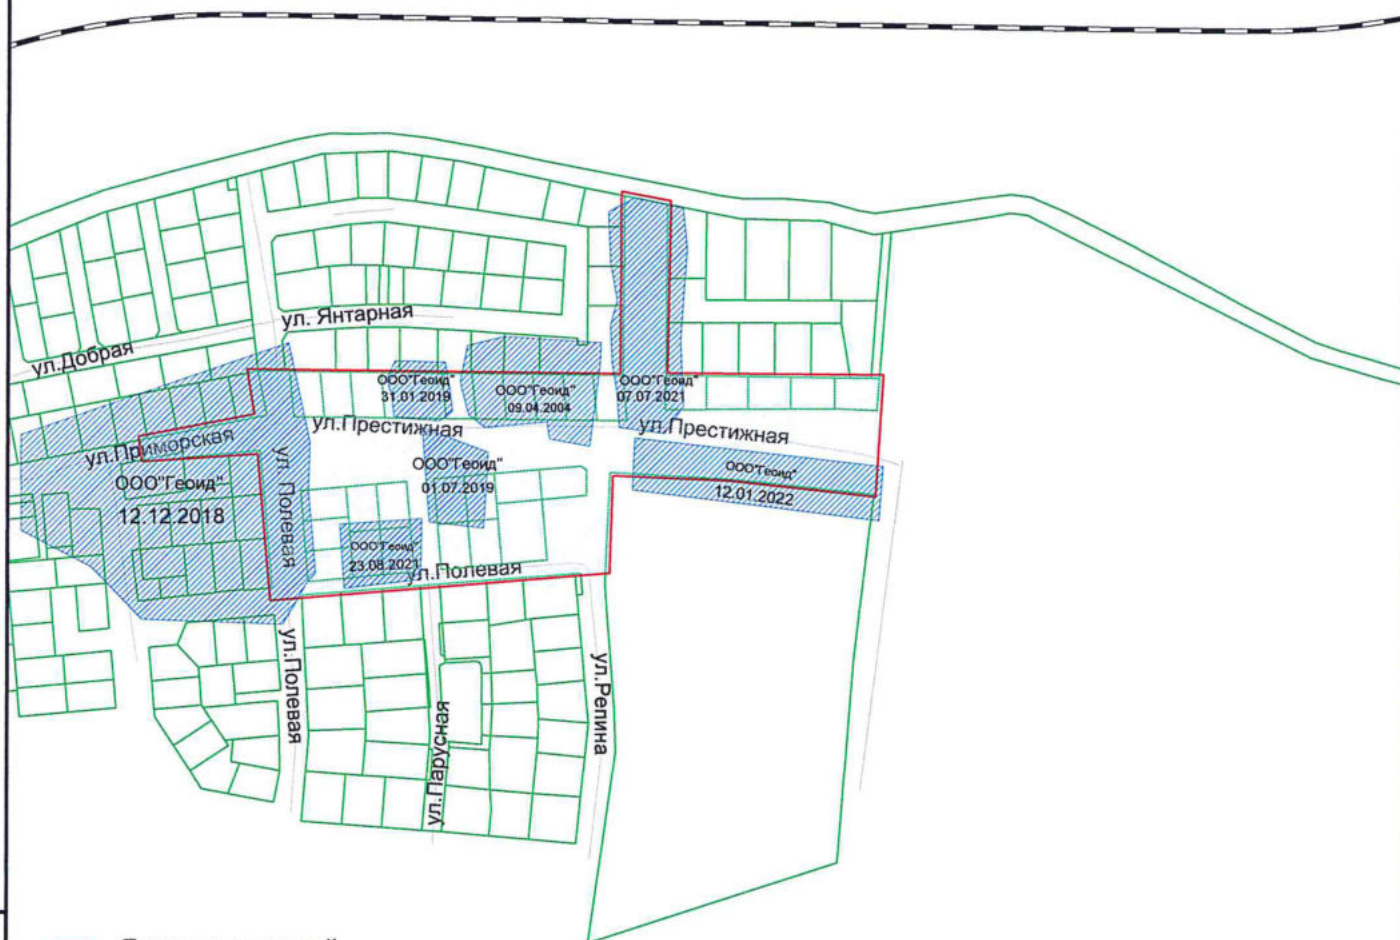 ул. Янтарная
ул.Добрая
ООО"Геоид"
31.01.2019
ООО"Геоид"
09.04.2004
ООО"Геоид"
07.07.2021
ул.Престижная
ул.Престижная
ул.Приморская
ул. Полевая
ООО"Геоид"
12.12.2018
ООО"Геоид"
01.07.2019
ООО"Геоид"
12.01.2022
ООО"Геоид"
23.08.2021
ул.Полевая
ул.Полевая
ул.Парусная
ул.Репина